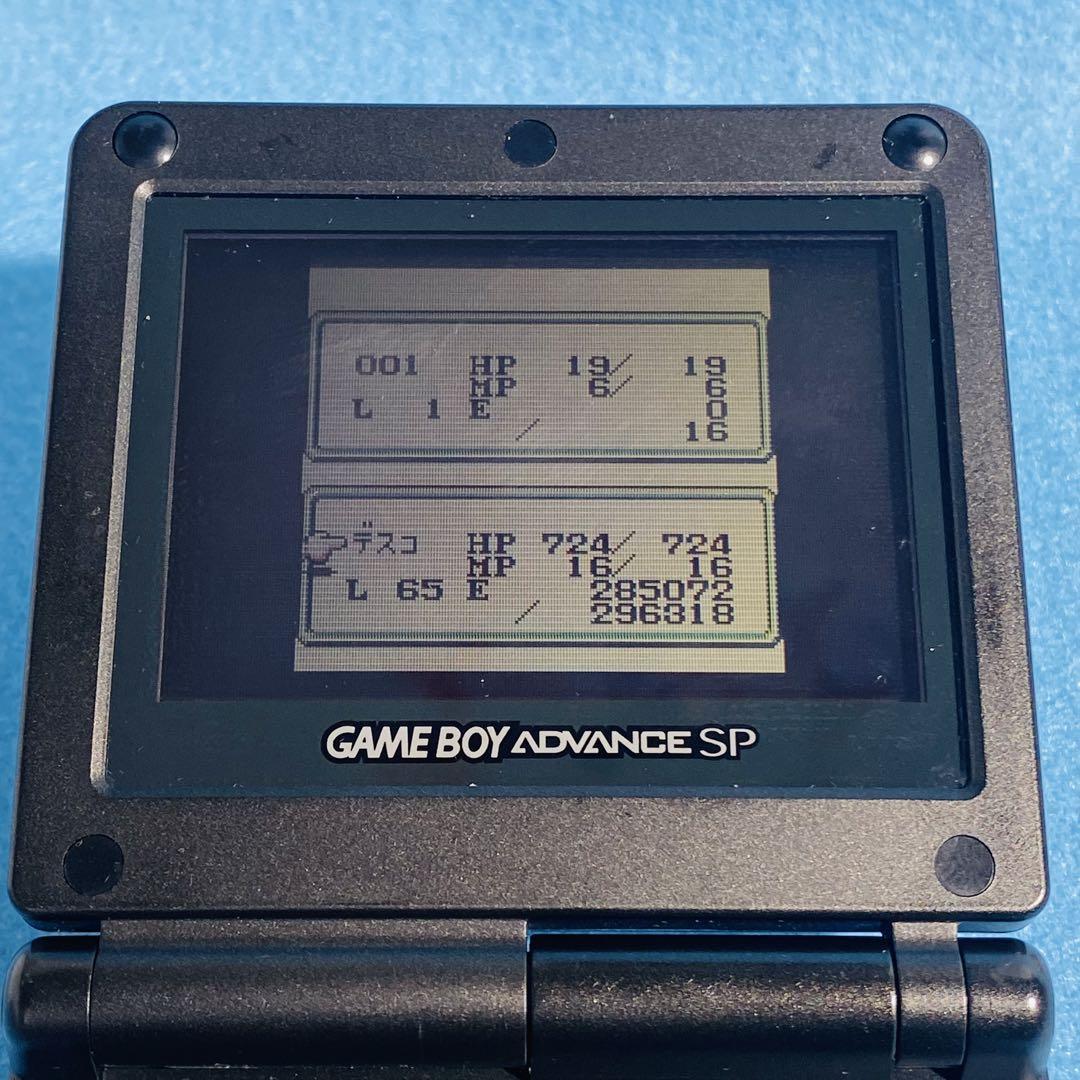 001 HP 19/ 19
MP 6/ 6
L 1 E 0
/ 16
デスコ HP 724/ 724
MP 16/ 16
L 65 E 285072
/ 296318
GAME BOY ADVANCE SP